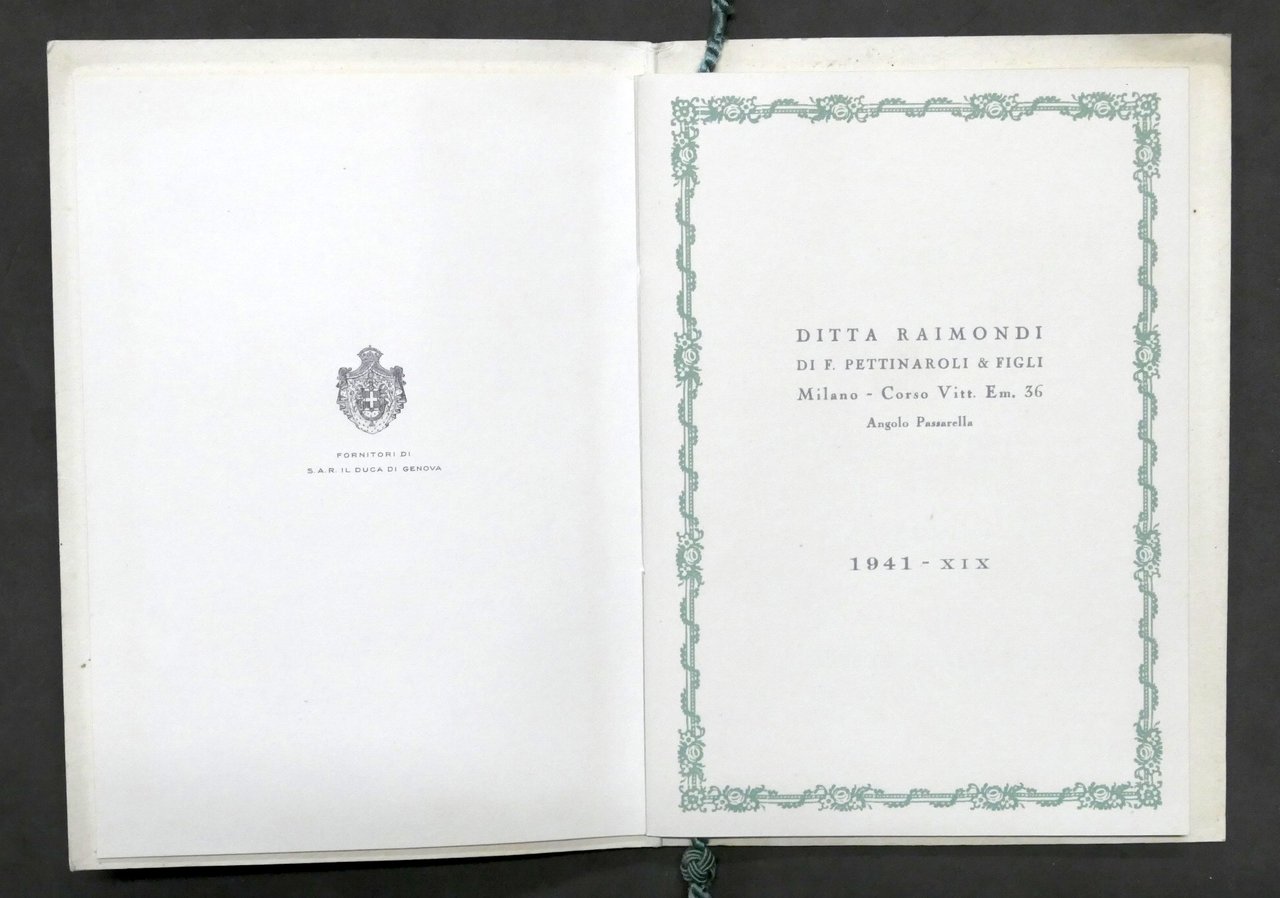 FORNITORI DI
S.A.R. IL DUCA DI GENOVA
DITTA RAIMONDI
DI F. PETTINAROLI & FIGLI
Milano - Corso Vitt. Em. 36
Angolo Passarella
1941 - XIX